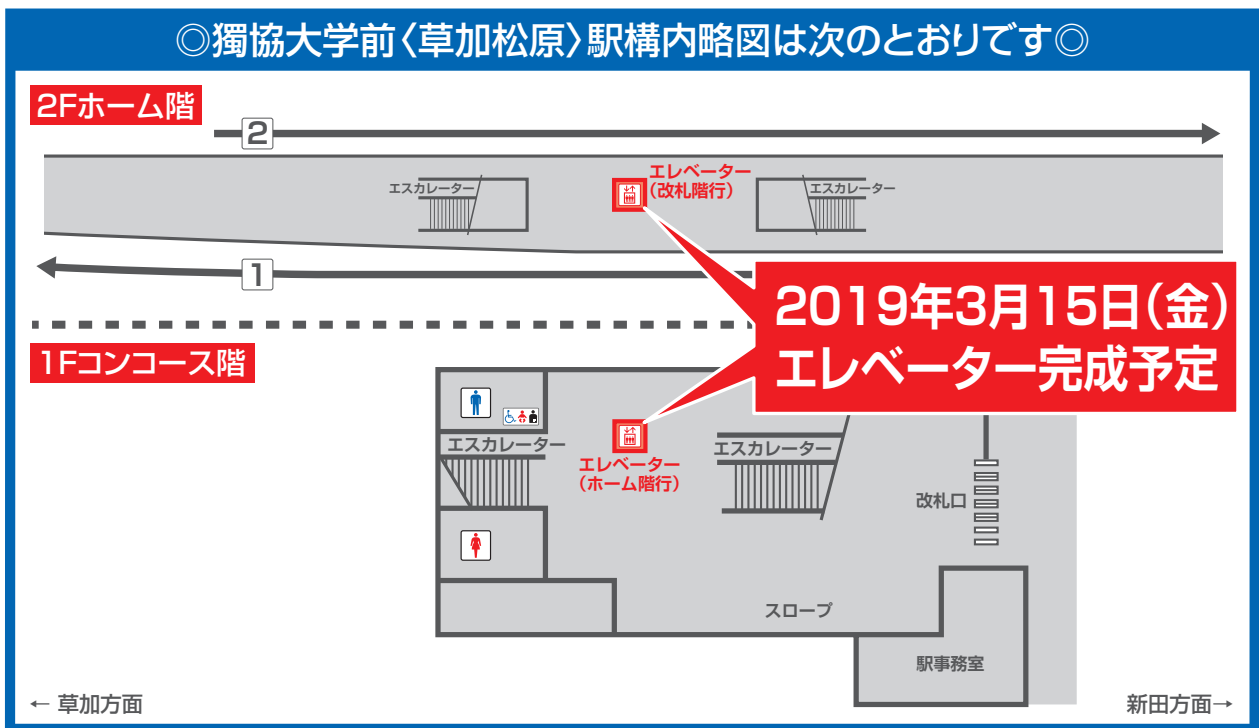 ◎獨協大学前〈草加松原〉駅構内略図は次のとおりです◎
2Fホーム階
2
エスカレーター
エレベーター
(改札階行)
エスカレーター
1
2019年3月15日(金)
エレベーター完成予定
1Fコンコース階
エスカレーター
エレベーター
(ホーム階行)
エスカレーター
改札口
スロープ
駅事務室
← 草加方面
新田方面→